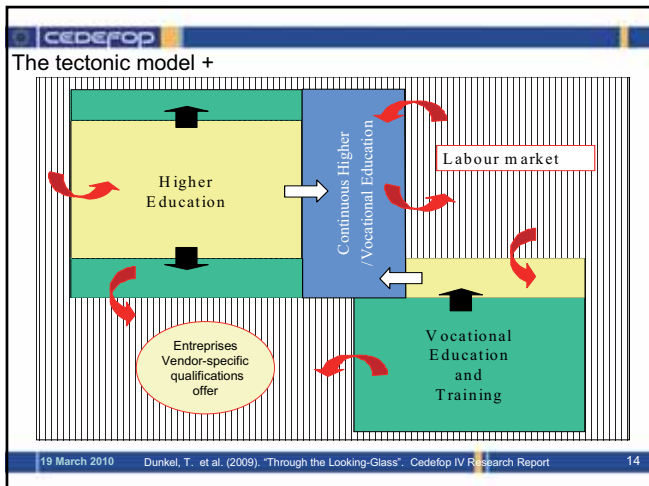 CEDEFOP
The tectonic model +
Higher
Education
Continuous Higher
/Vocational Education
Labour market
Entreprises
Vendor-specific
qualifications
offer
Vocational
Education
and
Training
19 March 2010
Dunkel, T. et al. (2009). "Through the Looking-Glass". Cedefop IV Research Report
14